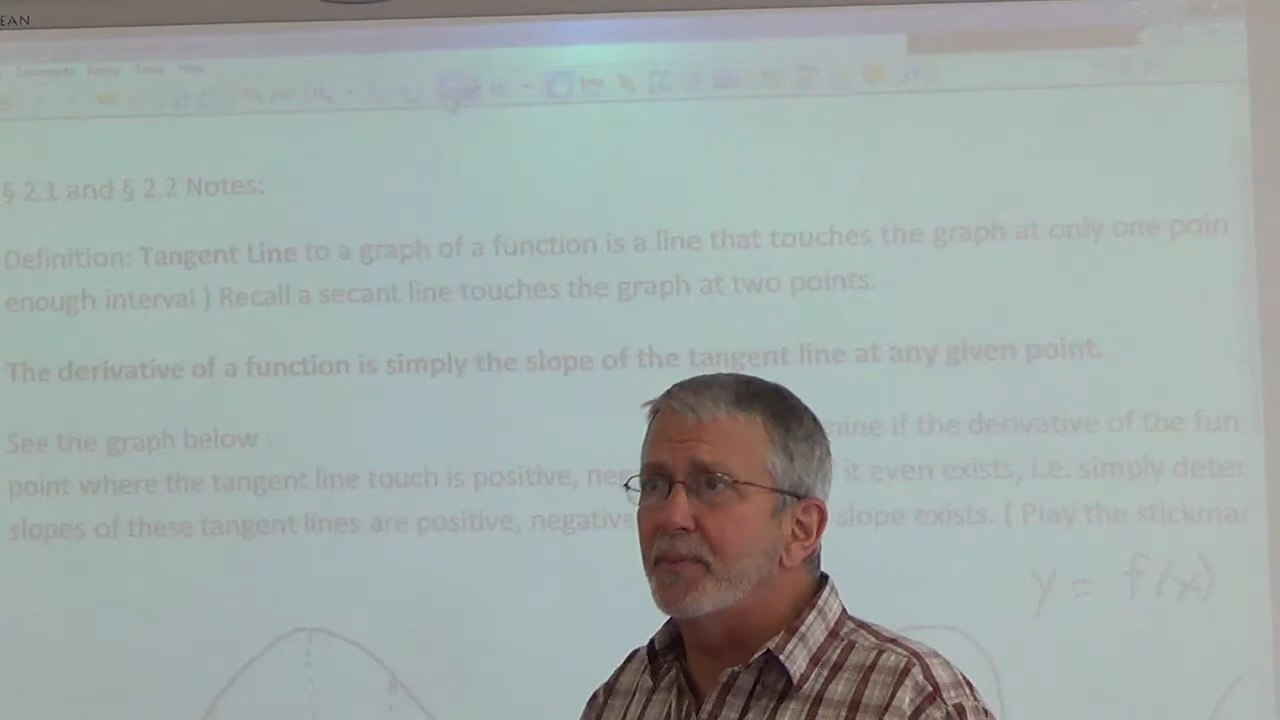 EAN
§ 2.1 and § 2.2 Notes:
Definition: Tangent Line to a graph of a function is a line that touches the graph at only one poin
enough interval ) Recall a secant line touches the graph at two points.
The derivative of a function is simply the slope of the tangent line at any given point.
See the graph below : mine if the derivative of the fun
point where the tangent line touch is positive, neg it even exists, i.e. simply deter
slopes of these tangent lines are positive, negative slope exists. ( Play the stickma
y = f(x)